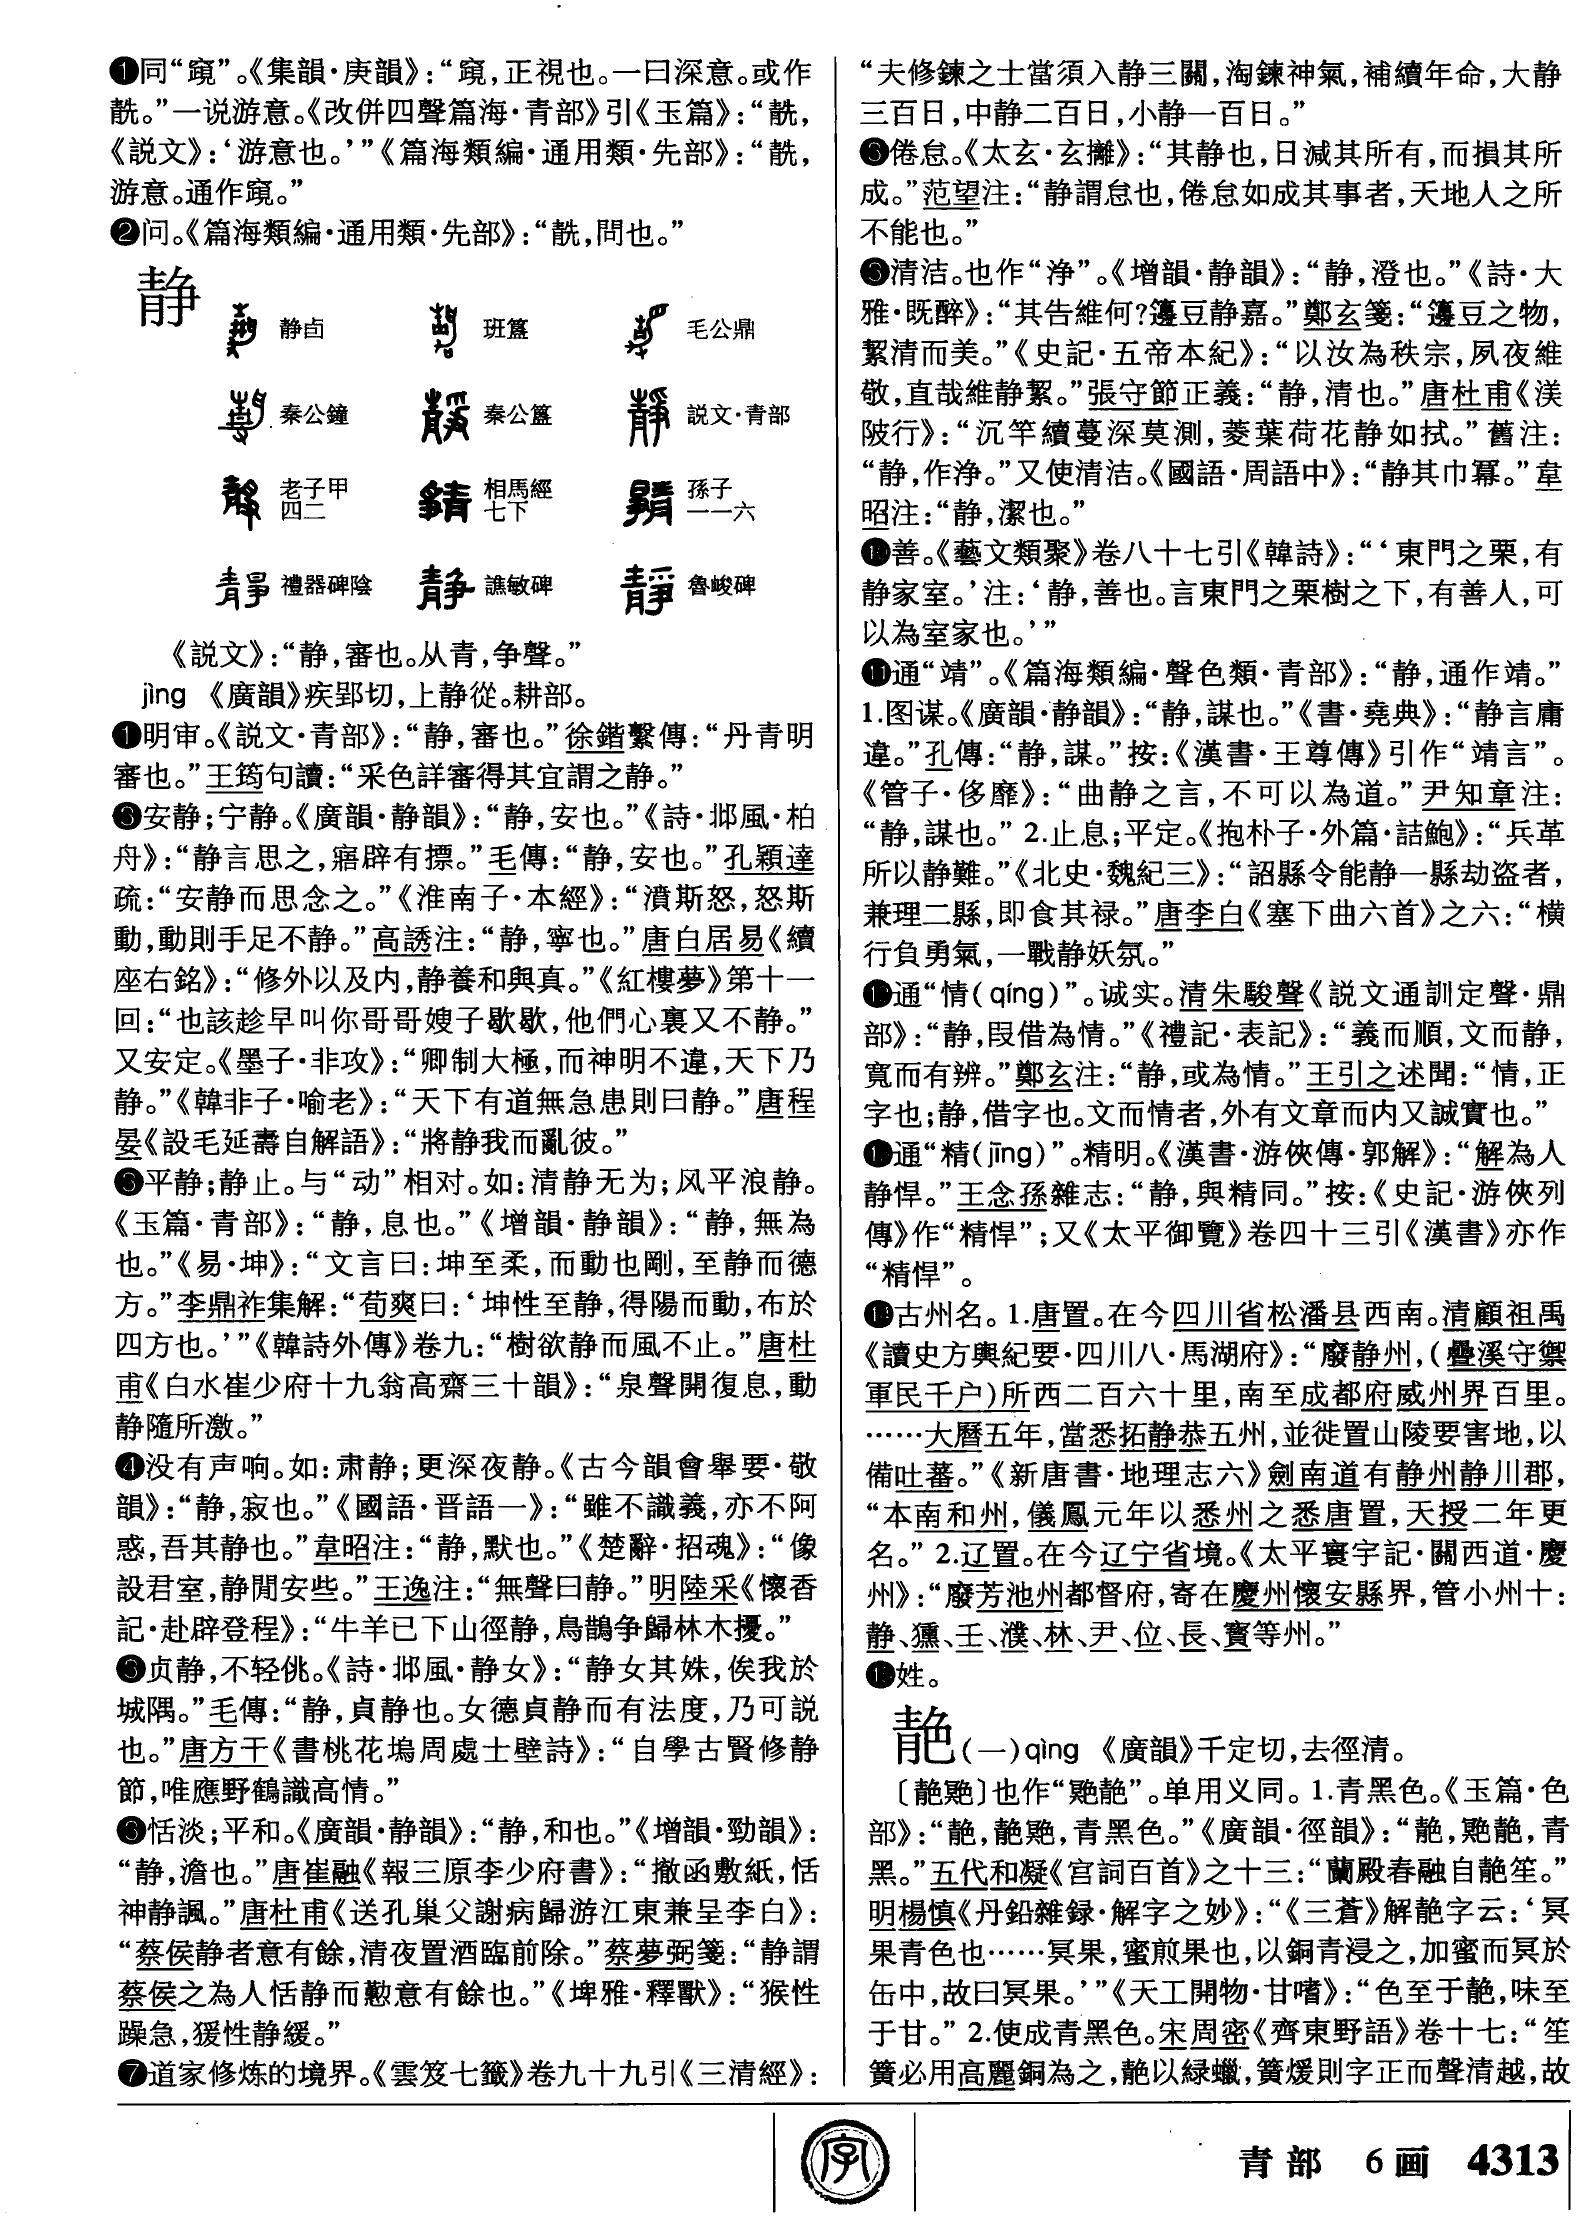 ❶同“䆪”。《集韻·庚韻》：“䆪，正視也。一曰深意。或作
靗。”一说游意。《改併四聲篇海·青部》引《玉篇》：“靗，
《説文》：‘游意也。’”《篇海類編·通用類·先部》：“靗，
游意。通作䆪。”
❷问。《篇海類編·通用類·先部》：“靗，問也。”
静
静卣 班簋 毛公鼎
秦公鐘 秦公簋 説文·青部
老子甲四二 相馬經七下 孫子一一六
禮器碑陰 譙敏碑 魯峻碑
《説文》：“静，審也。从青，争聲。”
jìng 《廣韻》疾郢切，上静從。耕部。
❶明审。《説文·青部》：“静，審也。”徐鍇繫傳：“丹青明
審也。”王筠句讀：“采色詳審得其宜謂之静。”
❸安静；宁静。《廣韻·静韻》：“静，安也。”《詩·邶風·柏
舟》：“静言思之，寤辟有摽。”毛傳：“静，安也。”孔穎達
疏：“安静而思念之。”《淮南子·本經》：“濆斯怒，怒斯
動，動則手足不静。”高誘注：“静，寧也。”唐白居易《續
座右銘》：“修外以及内，静養和與真。”《紅樓夢》第十一
回：“也該趁早叫你哥哥嫂子歇歇，他們心裏又不静。”
又安定。《墨子·非攻》：“卿制大極，而神明不違，天下乃
静。”《韓非子·喻老》：“天下有道無急患則曰静。”唐程
晏《設毛延壽自解語》：“將静我而亂彼。”
❸平静；静止。与“动”相对。如：清静无为；风平浪静。
《玉篇·青部》：“静，息也。”《增韻·静韻》：“静，無為
也。”《易·坤》：“文言曰：坤至柔，而動也剛，至静而德
方。”李鼎祚集解：“荀爽曰：‘坤性至静，得陽而動，布於
四方也。’”《韓詩外傳》卷九：“樹欲静而風不止。”唐杜
甫《白水崔少府十九翁高齋三十韻》：“泉聲開復息，動
静隨所激。”
❹没有声响。如：肃静；更深夜静。《古今韻會舉要·敬
韻》：“静，寂也。”《國語·晋語一》：“雖不識義，亦不阿
惑，吾其静也。”韋昭注：“静，默也。”《楚辭·招魂》：“像
設君室，静閒安些。”王逸注：“無聲曰静。”明陸采《懷香
記·赴辟登程》：“牛羊已下山徑静，鳥鵲争歸林木擾。”
❸贞静，不轻佻。《詩·邶風·静女》：“静女其姝，俟我於
城隅。”毛傳：“静，貞静也。女德貞静而有法度，乃可説
也。”唐方干《書桃花塢周處士壁詩》：“自學古賢修静
節，唯應野鶴識高情。”
❸恬淡；平和。《廣韻·静韻》：“静，和也。”《增韻·勁韻》：
“静，澹也。”唐崔融《報三原李少府書》：“撤函敷紙，恬
神静諷。”唐杜甫《送孔巢父謝病歸游江東兼呈李白》：
“蔡侯静者意有餘，清夜置酒臨前除。”蔡夢弼箋：“静謂
蔡侯之為人恬静而懃意有餘也。”《埤雅·釋獸》：“猴性
躁急，猨性静緩。”
❼道家修炼的境界。《雲笈七籤》卷九十九引《三清經》：
“夫修鍊之士當須入静三關，淘鍊神氣，補續年命，大静
三百日，中静二百日，小静一百日。”
❸倦怠。《太玄·玄攡》：“其静也，日減其所有，而損其所
成。”范望注：“静謂怠也，倦怠如成其事者，天地人之所
不能也。”
❸清洁。也作“净”。《增韻·静韻》：“静，澄也。”《詩·大
雅·既醉》：“其告維何？籩豆静嘉。”鄭玄箋：“籩豆之物，
絜清而美。”《史記·五帝本紀》：“以汝為秩宗，夙夜維
敬，直哉維静絜。”張守節正義：“静，清也。”唐杜甫《渼
陂行》：“沉竿續蔓深莫測，菱葉荷花静如拭。”舊注：
“静，作净。”又使清洁。《國語·周語中》：“静其巾冪。”韋
昭注：“静，潔也。”
❿善。《藝文類聚》卷八十七引《韓詩》：“‘東門之栗，有
静家室。’注：‘静，善也。言東門之栗樹之下，有善人，可
以為室家也。’”
⓫通“靖”。《篇海類編·聲色類·青部》：“静，通作靖。”
1.图谋。《廣韻·静韻》：“静，謀也。”《書·堯典》：“静言庸
違。”孔傳：“静，謀。”按：《漢書·王尊傳》引作“靖言”。
《管子·侈靡》：“曲静之言，不可以為道。”尹知章注：
“静，謀也。” 2.止息；平定。《抱朴子·外篇·詰鮑》：“兵革
所以静難。”《北史·魏紀三》：“詔縣令能静一縣劫盗者，
兼理二縣，即食其禄。”唐李白《塞下曲六首》之六：“横
行負勇氣，一戰静妖氛。”
⓬通“情（qíng）”。诚实。清朱駿聲《説文通訓定聲·鼎
部》：“静，叚借為情。”《禮記·表記》：“義而順，文而静，
寬而有辨。”鄭玄注：“静，或為情。”王引之述聞：“情，正
字也；静，借字也。文而情者，外有文章而内又誠實也。”
⓭通“精（jīng）”。精明。《漢書·游俠傳·郭解》：“解為人
静悍。”王念孫雜志：“静，與精同。”按：《史記·游俠列
傳》作“精悍”；又《太平御覽》卷四十三引《漢書》亦作
“精悍”。
⓮古州名。1.唐置。在今四川省松潘县西南。清顧祖禹
《讀史方輿紀要·四川八·馬湖府》：“廢静州，（疊溪守禦
軍民千户）所西二百六十里，南至成都府威州界百里。
……大曆五年，當悉拓静恭五州，並徙置山陵要害地，以
備吐蕃。”《新唐書·地理志六》劍南道有静州静川郡，
“本南和州，儀鳳元年以悉州之悉唐置，天授二年更
名。” 2.辽置。在今辽宁省境。《太平寰宇記·關西道·慶
州》：“廢芳池州都督府，寄在慶州懷安縣界，管小州十：
静、獯、王、濮、林、尹、位、長、寳等州。”
⓯姓。
靘（一）qìng 《廣韻》千定切，去徑清。
〔靘䒌〕也作“䒌靘”。单用义同。1.青黑色。《玉篇·色
部》：“靘，靘䒌，青黑色。”《廣韻·徑韻》：“靘，䒌靘，青
黑。”五代和凝《宫詞百首》之十三：“蘭殿春融自靘笙。”
明楊慎《丹鉛雜録·解字之妙》：“《三蒼》解靘字云：‘冥
果青色也……冥果，蜜煎果也，以銅青浸之，加蜜而冥於
缶中，故曰冥果。’”《天工開物·甘嗜》：“色至于靘，味至
于甘。” 2.使成青黑色。宋周密《齊東野語》卷十七：“笙
簧必用高麗銅為之，靘以緑蠟，簧煖則字正而聲清越，故
字
青部 6画 4313